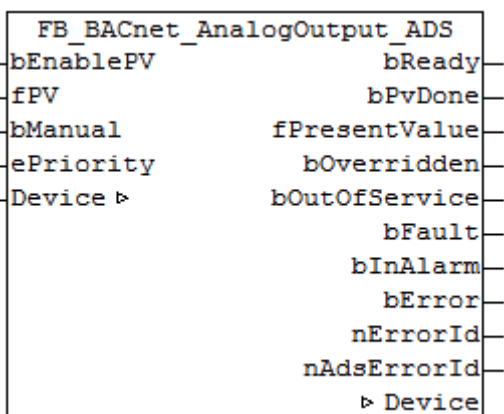 FB_BACnet_AnalogOutput_ADS
bEnablePV bReady
fPV bPvDone
bManual fPresentValue
ePriority bOverridden
Device ▷ bOutOfService
bFault
bInAlarm
bError
nErrorId
nAdsErrorId
▷ Device